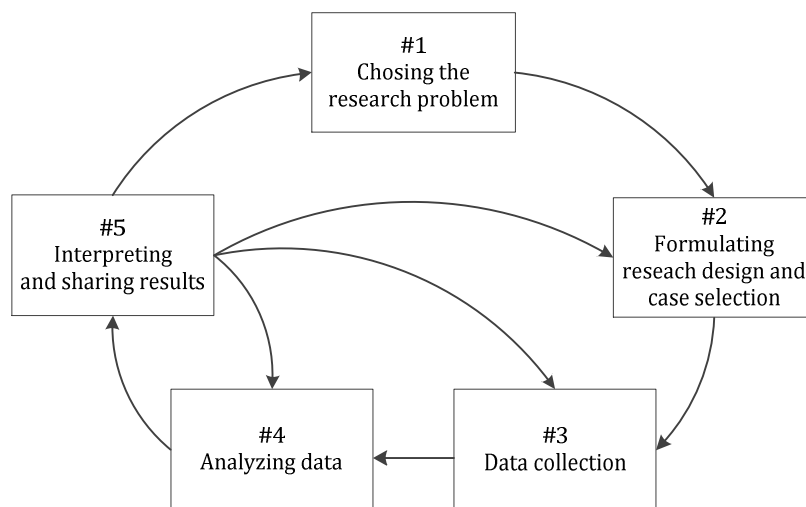 #1
Chosing the
research problem
#2
Formulating
reseach design and
case selection
#3
Data collection
#4
Analyzing data
#5
Interpreting
and sharing results